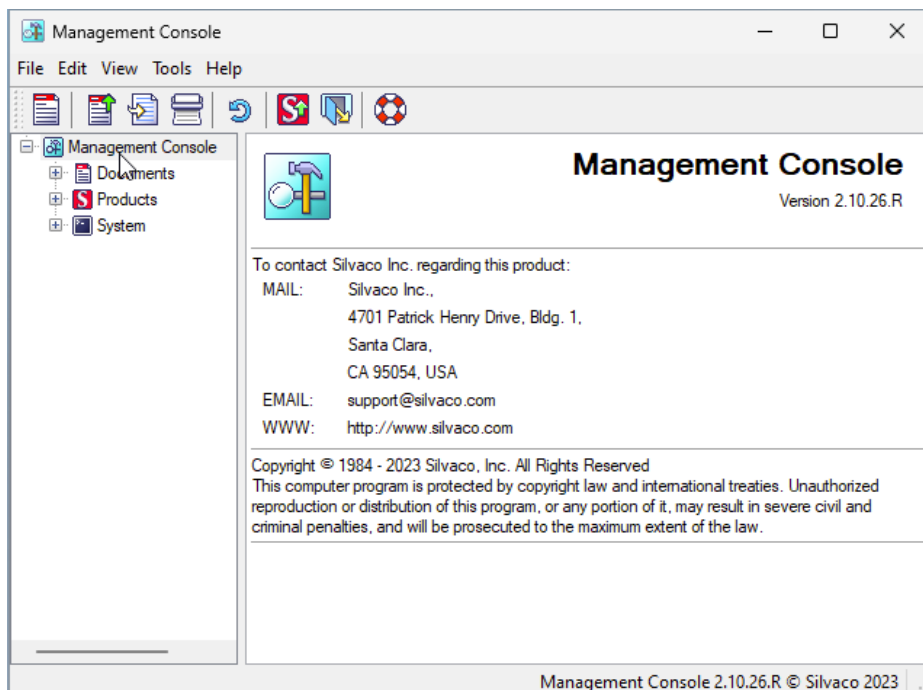 Management Console
File Edit View Tools Help
Management Console
Documents
Products
System
Management Console
Version 2.10.26.R
To contact Silvaco Inc. regarding this product:
MAIL: Silvaco Inc.,
4701 Patrick Henry Drive, Bldg. 1,
Santa Clara,
CA 95054, USA
EMAIL: support@silvaco.com
WWW: http://www.silvaco.com
Copyright © 1984 - 2023 Silvaco, Inc. All Rights Reserved
This computer program is protected by copyright law and international treaties. Unauthorized
reproduction or distribution of this program, or any portion of it, may result in severe civil and
criminal penalties, and will be prosecuted to the maximum extent of the law.
Management Console 2.10.26.R © Silvaco 2023